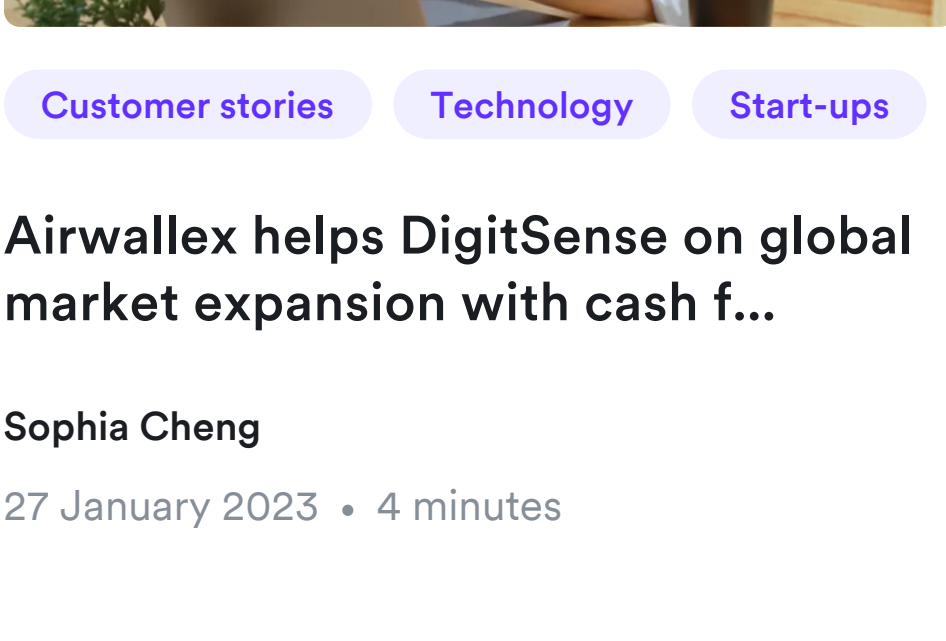 Customer stories Technology Start-ups
Airwallex helps DigitSense on global
market expansion with cash f...
Sophia Cheng
27 January 2023 • 4 minutes